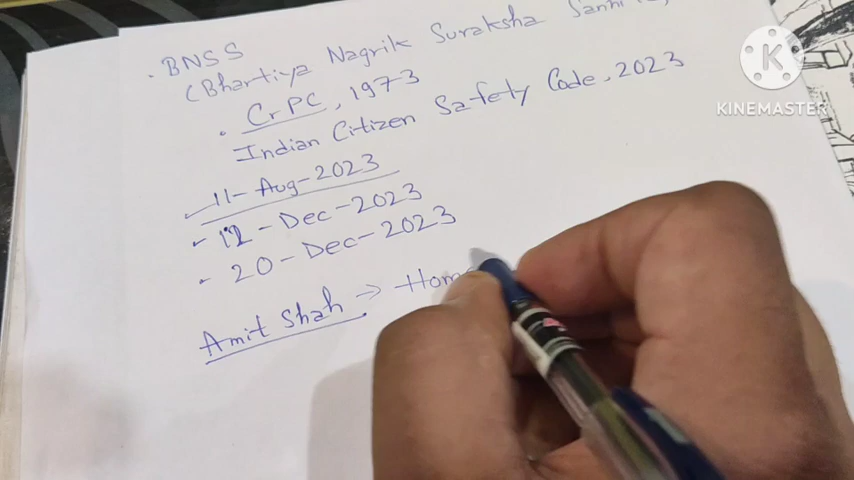 BNSS
(Bhartiya Nagrik Suraksha
CrPC, 1973
Indian Citizen Safety Code, 2023
11-Aug-2023
12-Dec-2023
20-Dec-2023
Amit Shah → Home
KINEMASTER